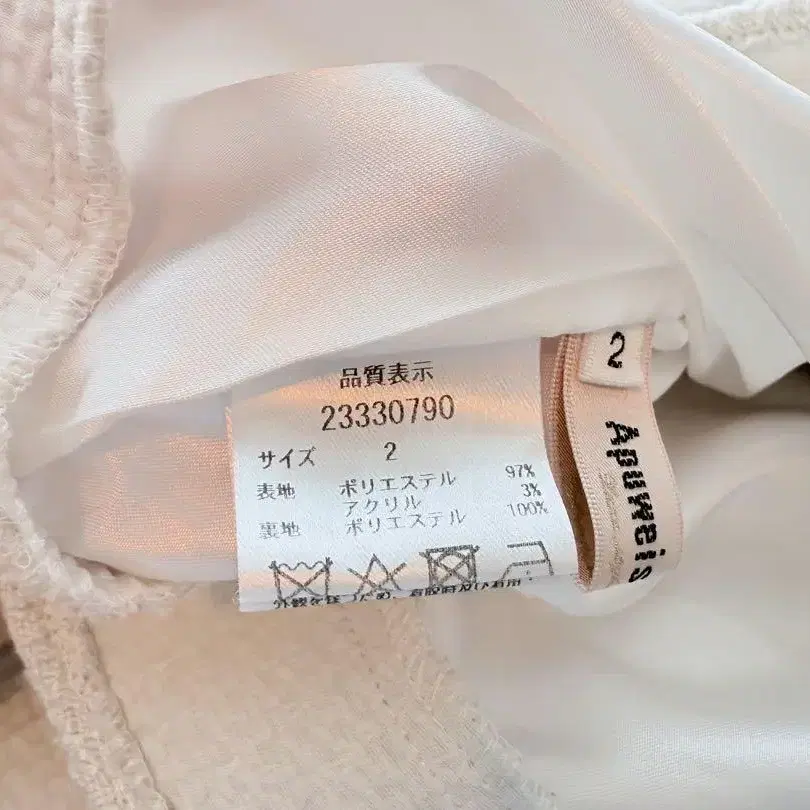 品質表示
23330790
サイズ 2
表地 ポリエステル 97%
アクリル 3%
裏地 ポリエステル 100%
2
Apuweis